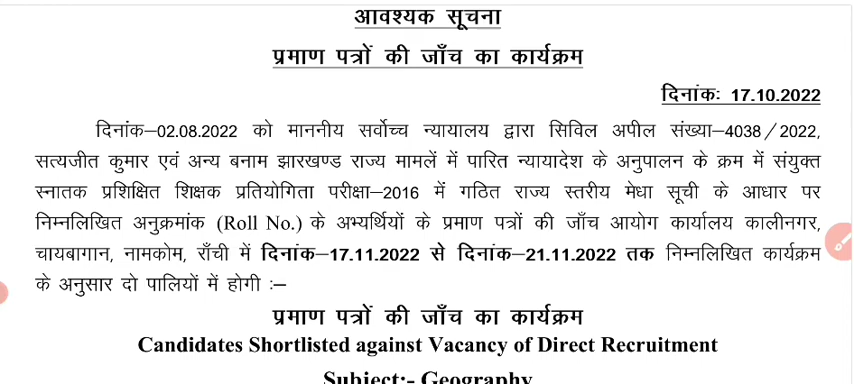 आवश्यक सूचना
प्रमाण पत्रों की जाँच का कार्यक्रम
दिनांकः 17.10.2022
दिनांक–02.08.2022 को माननीय सर्वोच्च न्यायालय द्वारा सिविल अपील संख्या–4038/2022,
सत्यजीत कुमार एवं अन्य बनाम झारखण्ड राज्य मामलें में पारित न्यायादेश के अनुपालन के क्रम में संयुक्त
स्नातक प्रशिक्षित शिक्षक प्रतियोगिता परीक्षा–2016 में गठित राज्य स्तरीय मेधा सूची के आधार पर
निम्नलिखित अनुक्रमांक (Roll No.) के अभ्यर्थियों के प्रमाण पत्रों की जाँच आयोग कार्यालय कालीनगर,
चायबागान, नामकोम, राँची में दिनांक–17.11.2022 से दिनांक–21.11.2022 तक निम्नलिखित कार्यक्रम
के अनुसार दो पालियों में होगी :–
प्रमाण पत्रों की जाँच का कार्यक्रम
Candidates Shortlisted against Vacancy of Direct Recruitment
Subject:- Geography